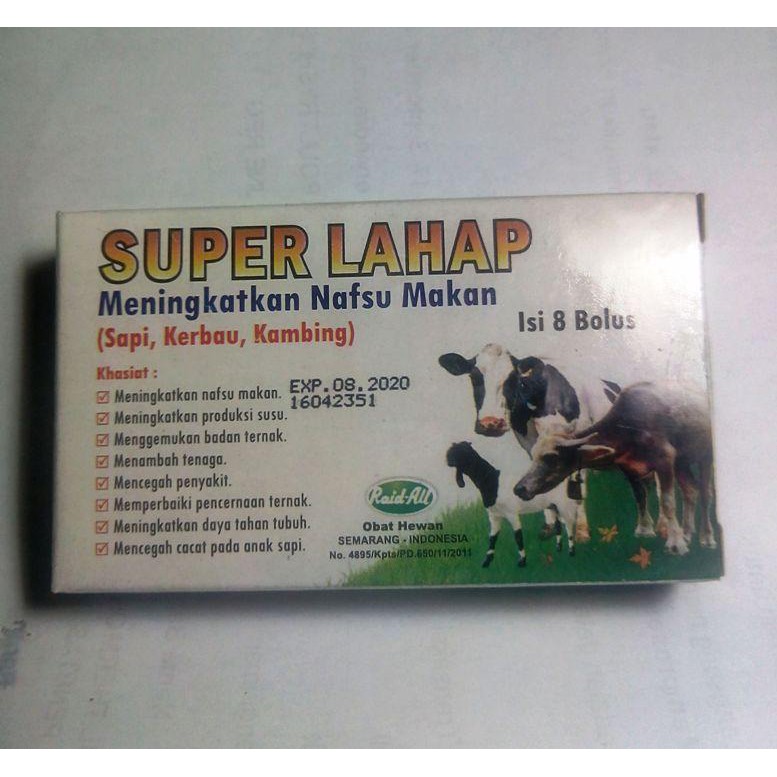 SUPER LAHAP
Meningkatkan Nafsu Makan
(Sapi, Kerbau, Kambing)
Isi 8 Bolus
Khasiat :
Meningkatkan nafsu makan.
Meningkatkan produksi susu.
Menggemukan badan ternak.
Menambah tenaga.
Mencegah penyakit.
Memperbaiki pencernaan ternak.
Meningkatkan daya tahan tubuh.
Mencegah cacat pada anak sapi.
EXP.08.2020
16042351
Raid-All
Obat Hewan
SEMARANG - INDONESIA
No. 4895/Kpts/PD.650/11/2011